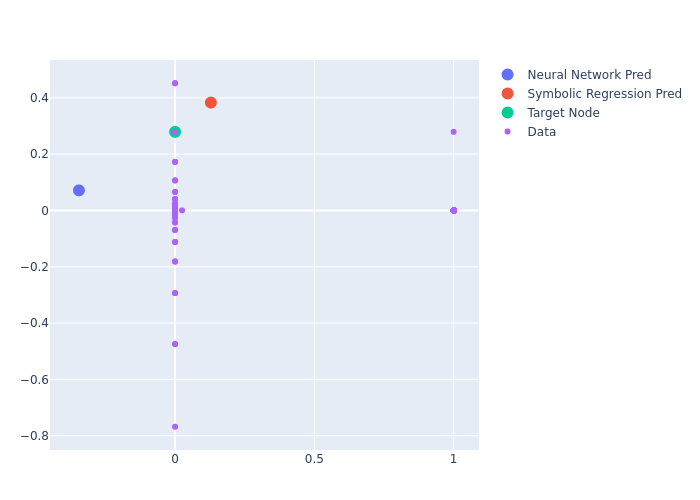 Neural Network Pred
Symbolic Regression Pred
Target Node
Data
0.4
0.2
0
−0.2
−0.4
−0.6
−0.8
0
0.5
1